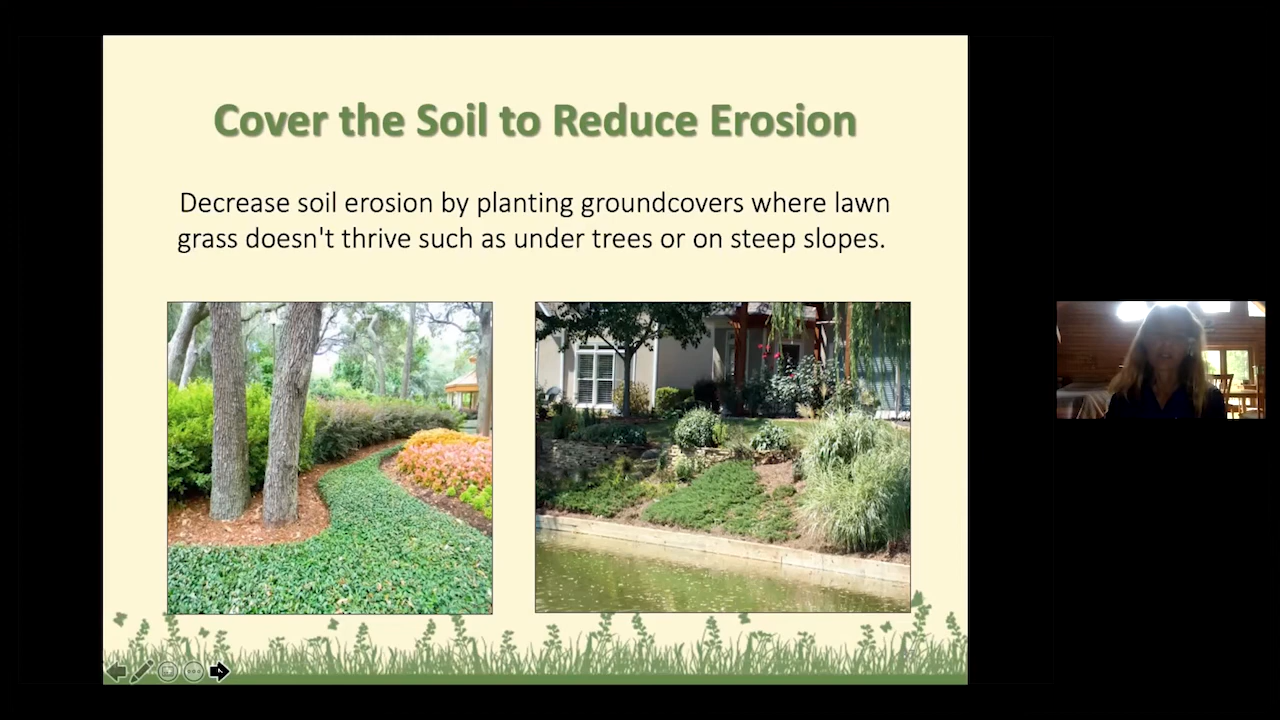 Cover the Soil to Reduce Erosion
Decrease soil erosion by planting groundcovers where lawn
grass doesn't thrive such as under trees or on steep slopes.